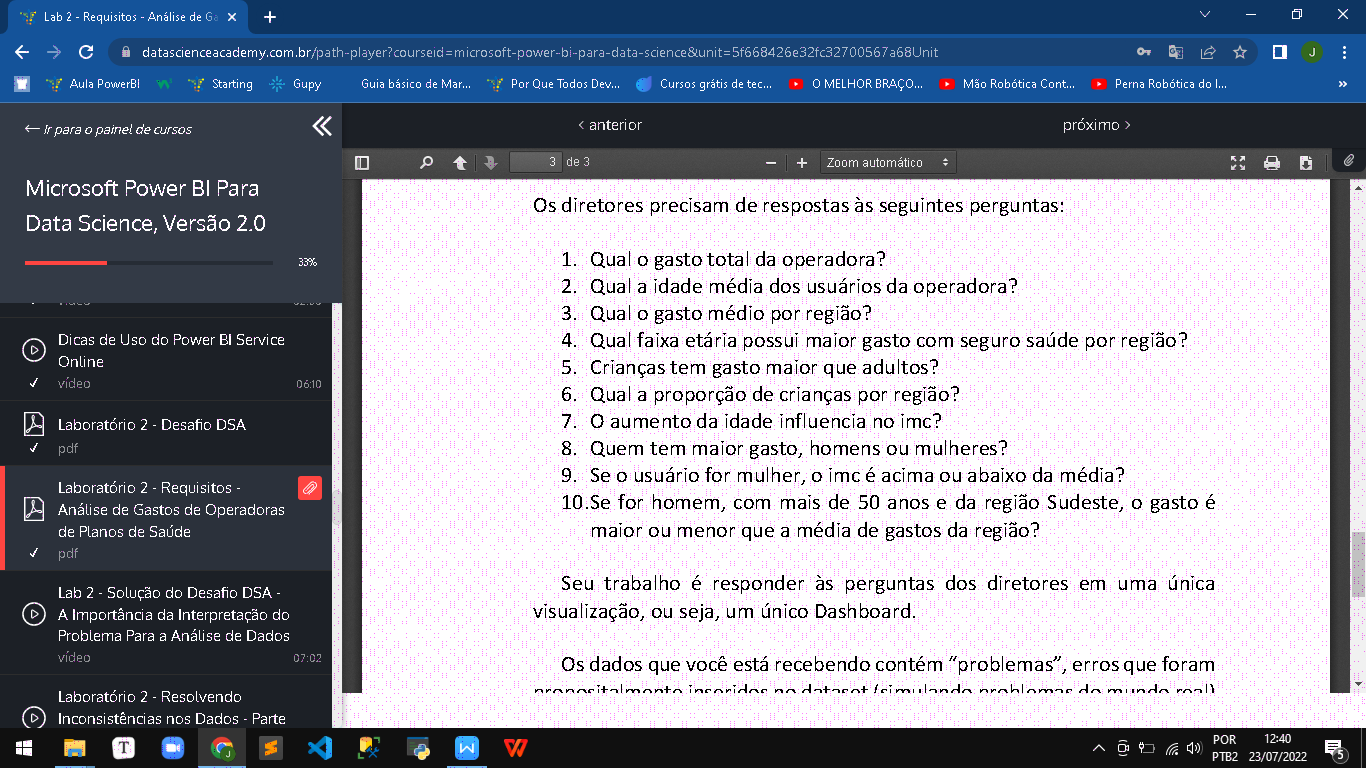 Lab 2 - Requisitos - Análise de Ga
datascienceacademy.com.br/path-player?courseid=microsoft-power-bi-para-data-science&unit=5f668426e32fc32700567a68Unit
J
Aula PowerBI
Starting
Gupy
Guia básico de Mar...
Por Que Todos Dev...
Cursos grátis de tec...
O MELHOR BRAÇO...
Mão Robótica Cont...
Perna Robótica do I...
Ir para o painel de cursos
Microsoft Power BI Para
Data Science, Versão 2.0
33%
Dicas de Uso do Power BI Service
Online
vídeo
06:10
Laboratório 2 - Desafio DSA
pdf
Laboratório 2 - Requisitos -
Análise de Gastos de Operadoras
de Planos de Saúde
pdf
Lab 2 - Solução do Desafio DSA -
A Importância da Interpretação do
Problema Para a Análise de Dados
vídeo
07:02
Laboratório 2 - Resolvendo
Inconsistências nos Dados - Parte
< anterior
próximo >
3 de 3
Zoom automático
Os diretores precisam de respostas às seguintes perguntas:
1. Qual o gasto total da operadora?
2. Qual a idade média dos usuários da operadora?
3. Qual o gasto médio por região?
4. Qual faixa etária possui maior gasto com seguro saúde por região?
5. Crianças tem gasto maior que adultos?
6. Qual a proporção de crianças por região?
7. O aumento da idade influencia no imc?
8. Quem tem maior gasto, homens ou mulheres?
9. Se o usuário for mulher, o imc é acima ou abaixo da média?
10.Se for homem, com mais de 50 anos e da região Sudeste, o gasto é
maior ou menor que a média de gastos da região?
Seu trabalho é responder às perguntas dos diretores em uma única
visualização, ou seja, um único Dashboard.
Os dados que você está recebendo contém “problemas”, erros que foram
propositalmente inseridos no dataset (simulando problemas do mundo real)
POR
PTB2
12:40
23/07/2022
5